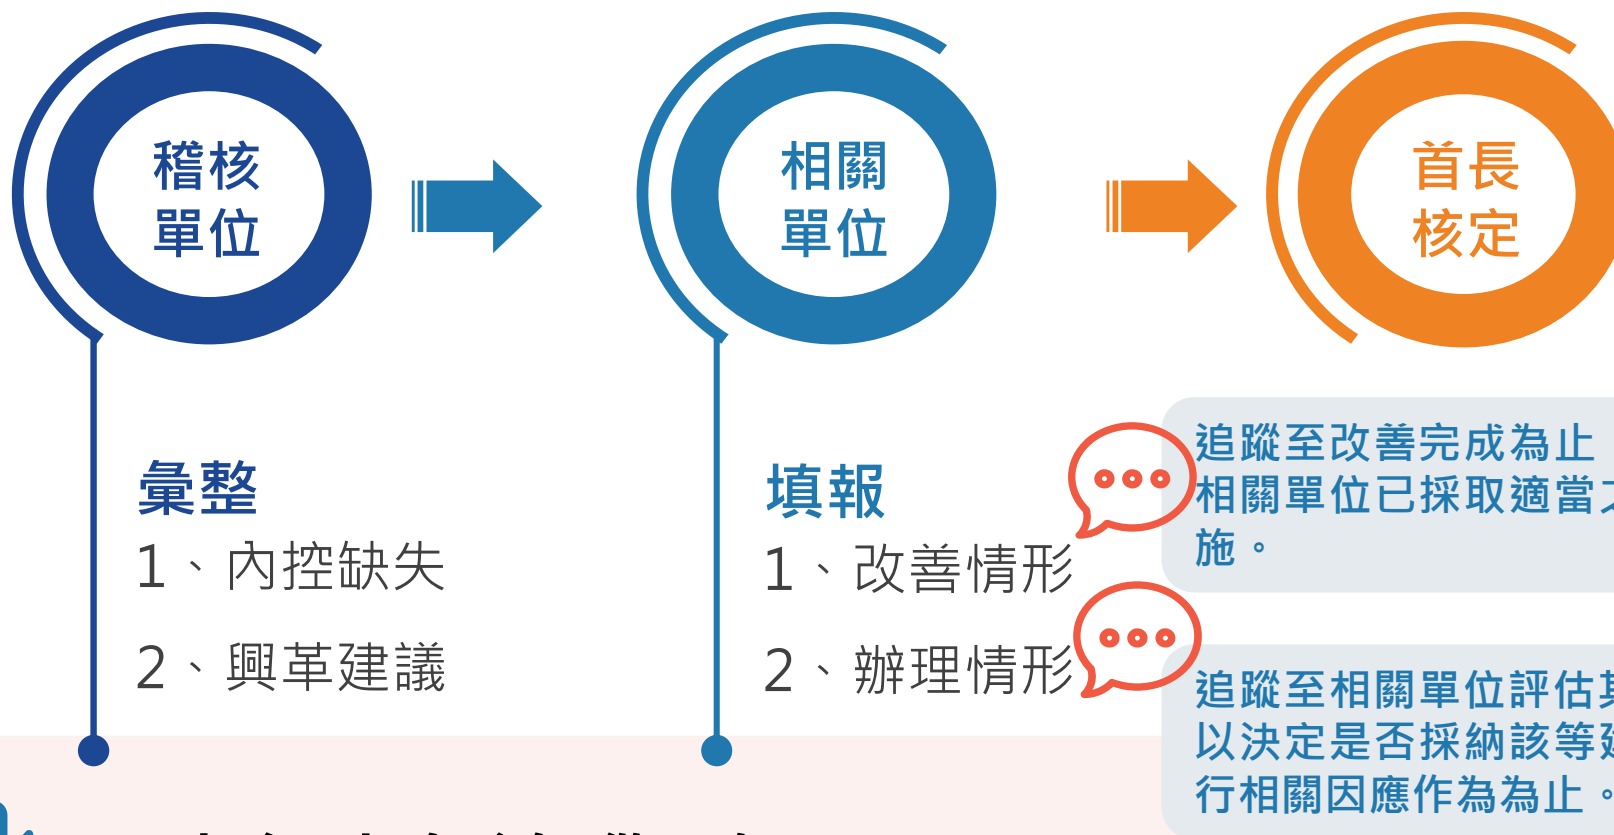 稽核
單位
相關
單位
首長
核定
彙整
1、內控缺失
2、興革建議
填報
1、改善情形
2、辦理情形
追蹤至改善完成為止
相關單位已採取適當
施。
追蹤至相關單位評估
以決定是否採納該等
行相關因應作為為止。